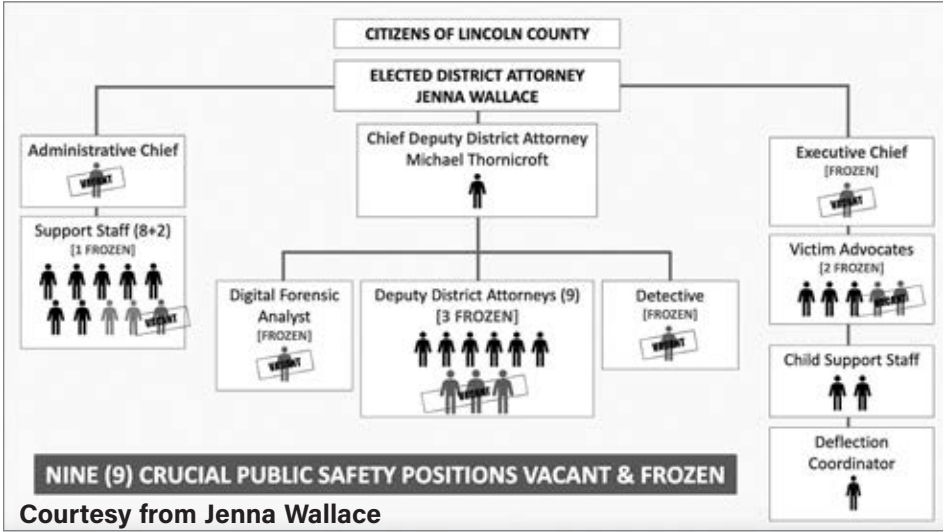 CITIZENS OF LINCOLN COUNTY
ELECTED DISTRICT ATTORNEY
JENNA WALLACE
Administrative Chief
VACANT
Support Staff (8+2)
[1 FROZEN]
VACANT
Chief Deputy District Attorney
Michael Thornicroft
Digital Forensic
Analyst
[FROZEN]
VACANT
Deputy District Attorneys (9)
[3 FROZEN]
VACANT
Detective
[FROZEN]
VACANT
Executive Chief
[FROZEN]
VACANT
Victim Advocates
[2 FROZEN]
VACANT
Child Support Staff
Deflection
Coordinator
NINE (9) CRUCIAL PUBLIC SAFETY POSITIONS VACANT & FROZEN
Courtesy from Jenna Wallace